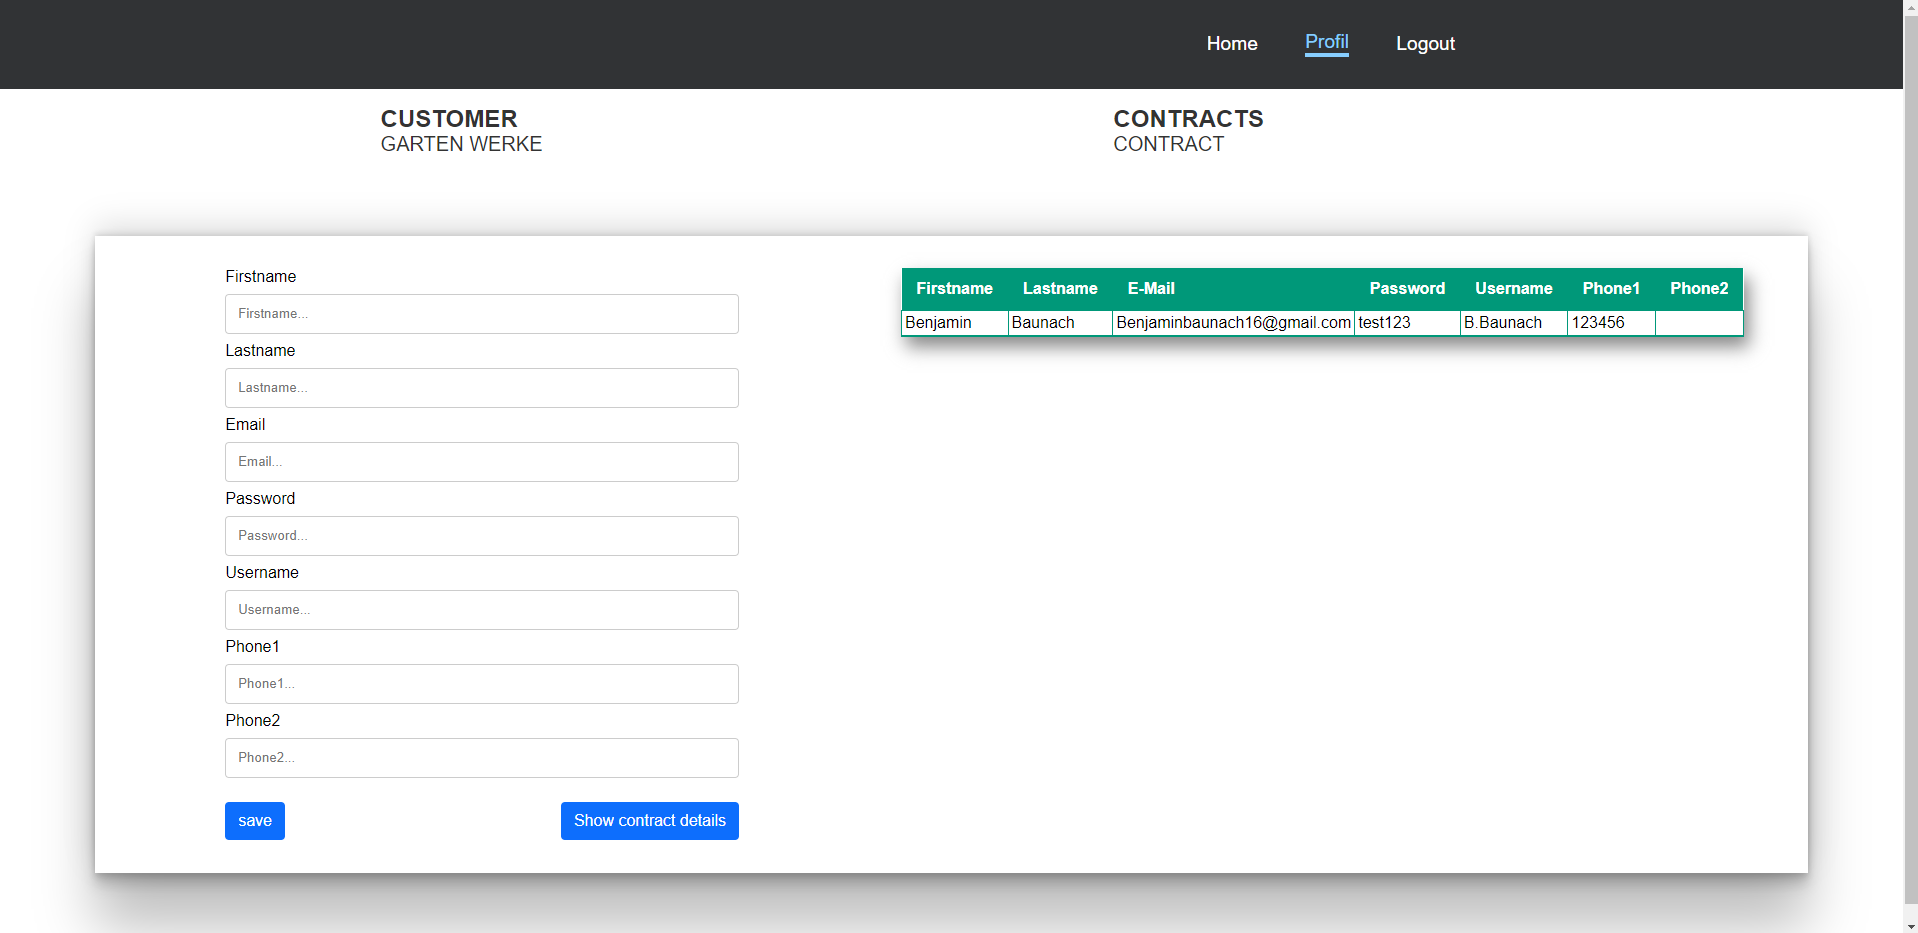 Home Profil Logout
CUSTOMER
GARTEN WERKE
CONTRACTS
CONTRACT
Firstname
Firstname...
Lastname
Lastname...
Email
Email...
Password
Password...
Username
Username...
Phone1
Phone1...
Phone2
Phone2...
save Show contract details
Firstname Lastname E-Mail Password Username Phone1 Phone2
Benjamin Baunach Benjaminbaunach16@gmail.com test123 B.Baunach 123456